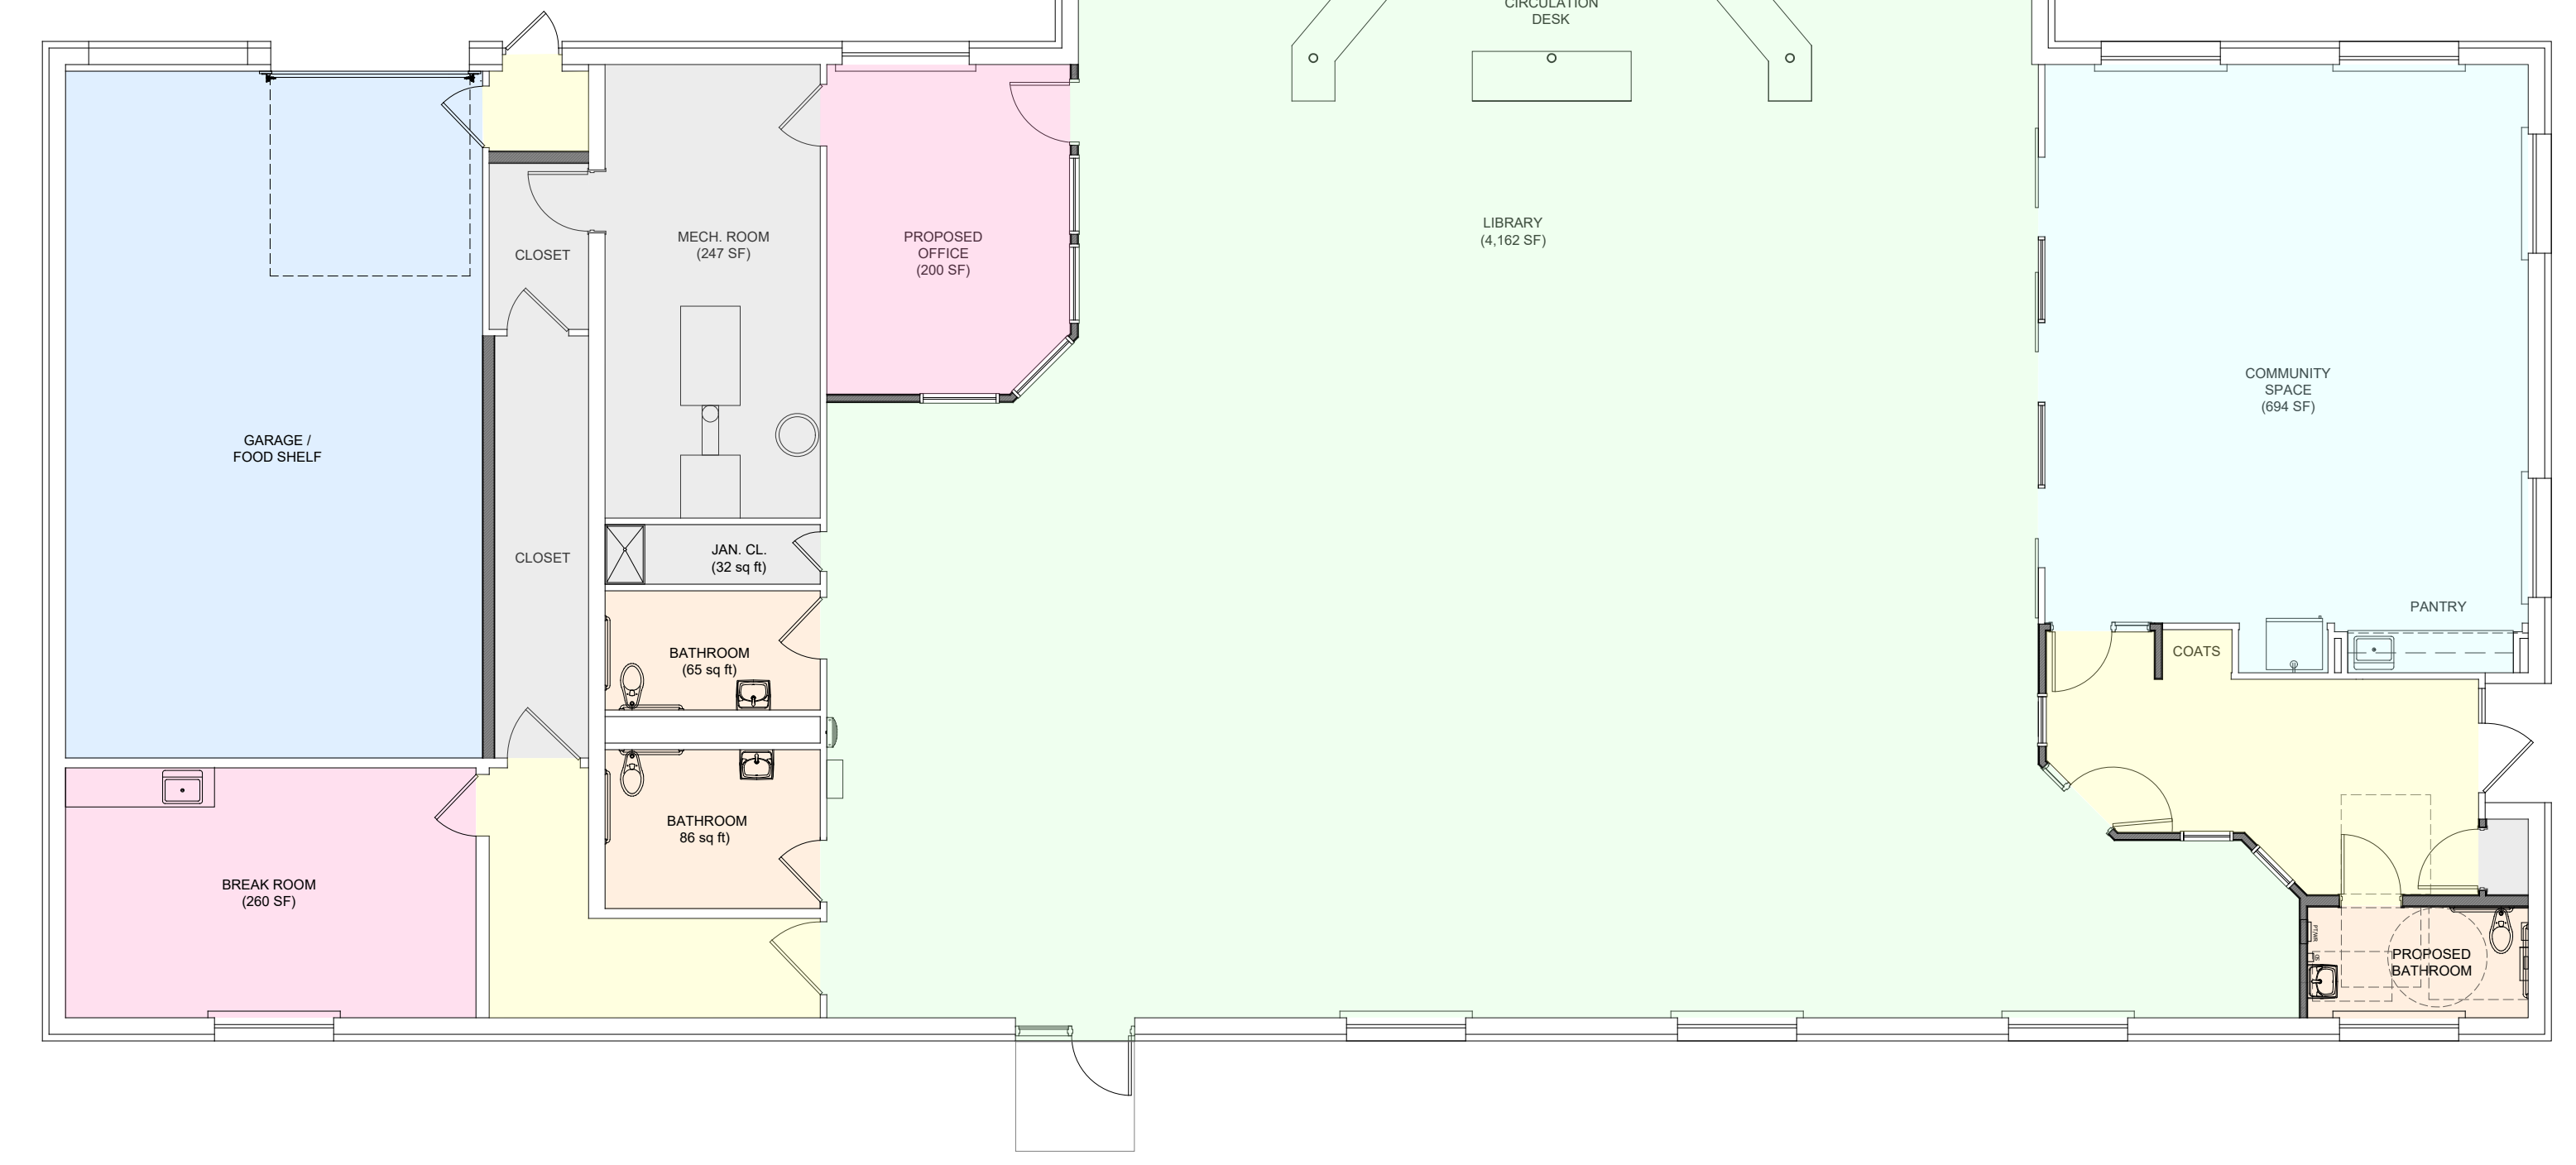 CIRCULATION
DESK
LIBRARY
(4,162 SF)
MECH. ROOM
(247 SF)
PROPOSED
OFFICE
(200 SF)
CLOSET
COMMUNITY
SPACE
(694 SF)
GARAGE /
FOOD SHELF
CLOSET
JAN. CL.
(32 sq ft)
PANTRY
BATHROOM
(65 sq ft)
COATS
BATHROOM
86 sq ft)
BREAK ROOM
(260 SF)
PROPOSED
BATHROOM